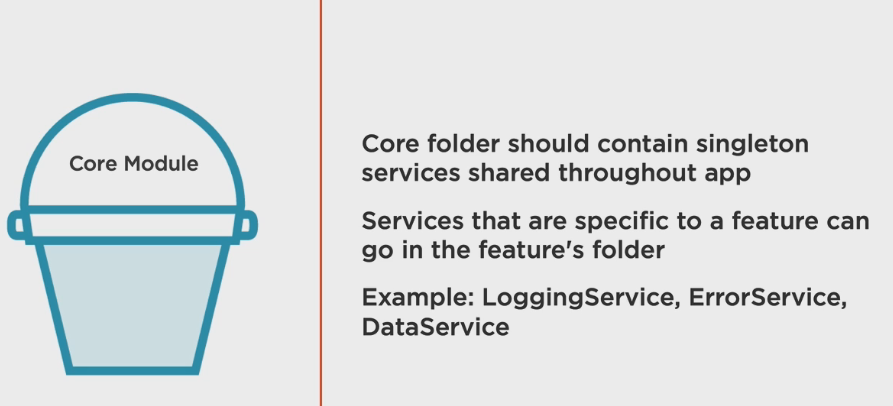 Core Module
Core folder should contain singleton
services shared throughout app
Services that are specific to a feature can
go in the feature's folder
Example: LoggingService, ErrorService,
DataService